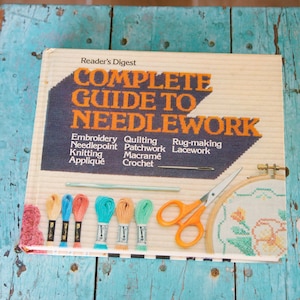 Reader's Digest
COMPLETE
GUIDE TO
NEEDLEWORK
Embroidery Quilting Rug-making
Needlepoint Patchwork Lacework
Knitting Macramé
Appliqué Crochet